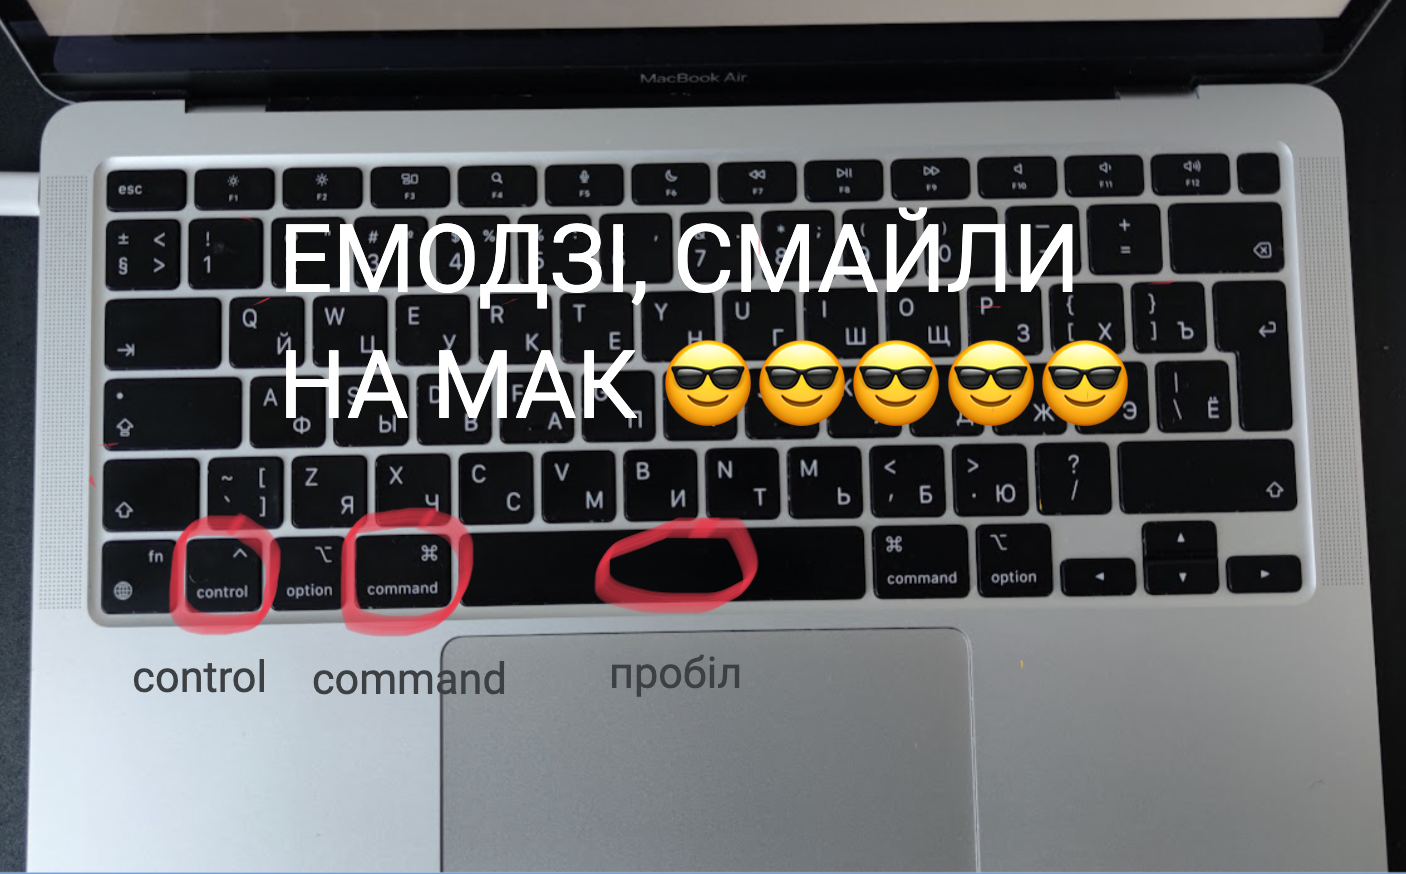 MacBook Air
esc F1 F2 F3 F4 F5 F6 F7 F8 F9 F10 F11 F12
± < § > ! 1
+ =
ЕМОДЗІ, СМАЙЛИ
Q Й W Ц E У R К T Е Y Н U Г I Ш O Щ P З { [ Х } ] Ъ
НА МАК 😎😎😎😎😎
A Ф S Ы D В F А П Ж Э \ Ё
~ ` [ ] Z Я X Ч C С V М B И N Т M Ь < , Б > . Ю ? /
fn control option ⌘ command ⌘ command option
control command пробіл